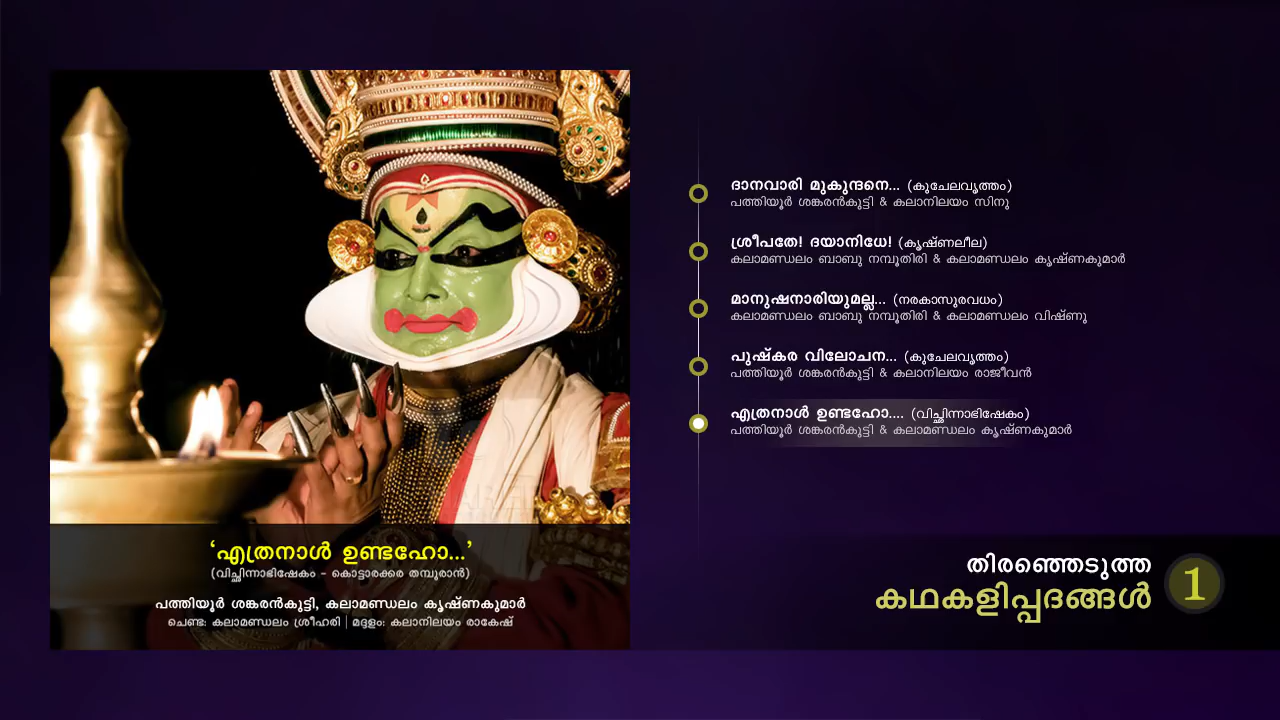 ദാനവാരി മുകുന്ദനെ... (കുചേലവൃത്തം)
പത്തിയൂർ ശങ്കരൻകുട്ടി & കലാനിലയം സിനു
ശ്രീപതേ! ദയാനിധേ! (കൃഷ്ണലീല)
കലാമണ്ഡലം ബാബു നമ്പൂതിരി & കലാമണ്ഡലം കൃഷ്ണകുമാർ
മാനുഷനാരിയുമല്ല... (നരകാസുരവധം)
കലാമണ്ഡലം ബാബു നമ്പൂതിരി & കലാമണ്ഡലം വിഷ്ണു
പുഷ്കര വിലോചന... (കുചേലവൃത്തം)
പത്തിയൂർ ശങ്കരൻകുട്ടി & കലാനിലയം രാജീവൻ
എത്രനാൾ ഉണ്ടഹോ.... (വിച്ഛിന്നാഭിഷേകം)
പത്തിയൂർ ശങ്കരൻകുട്ടി & കലാമണ്ഡലം കൃഷ്ണകുമാർ
‘എത്രനാൾ ഉണ്ടഹോ...’
(വിച്ഛിന്നാഭിഷേകം - കൊട്ടാരക്കര തമ്പുരാൻ)
പത്തിയൂർ ശങ്കരൻകുട്ടി, കലാമണ്ഡലം കൃഷ്ണകുമാർ
ചെണ്ട: കലാമണ്ഡലം ശ്രീഹരി | മദ്ദളം: കലാനിലയം രാകേഷ്
തിരഞ്ഞെടുത്ത
കഥകളിപ്പദങ്ങൾ 1